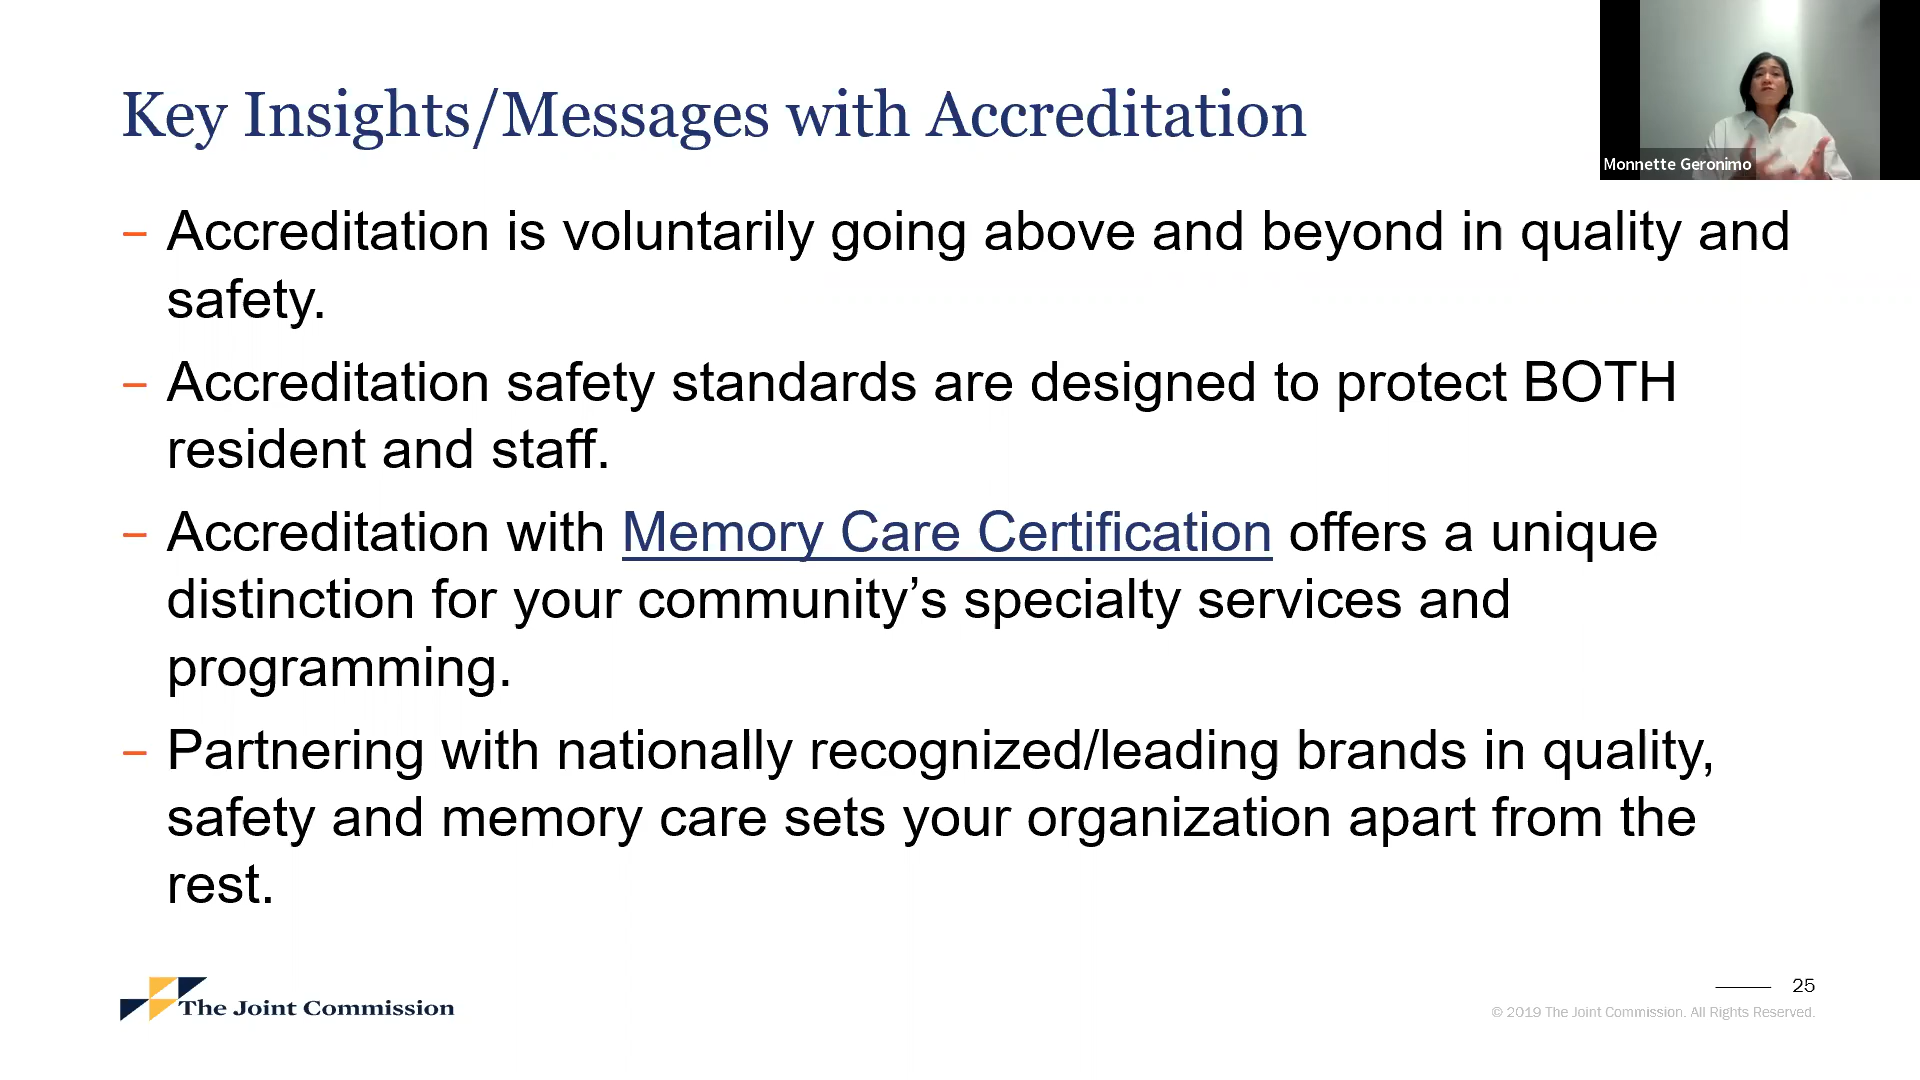 Key Insights/Messages with Accreditation
Monnette Geronimo
– Accreditation is voluntarily going above and beyond in quality and
safety.
– Accreditation safety standards are designed to protect BOTH
resident and staff.
– Accreditation with Memory Care Certification offers a unique
distinction for your community’s specialty services and
programming.
– Partnering with nationally recognized/leading brands in quality,
safety and memory care sets your organization apart from the
rest.
The Joint Commission
25
© 2019 The Joint Commission. All Rights Reserved.